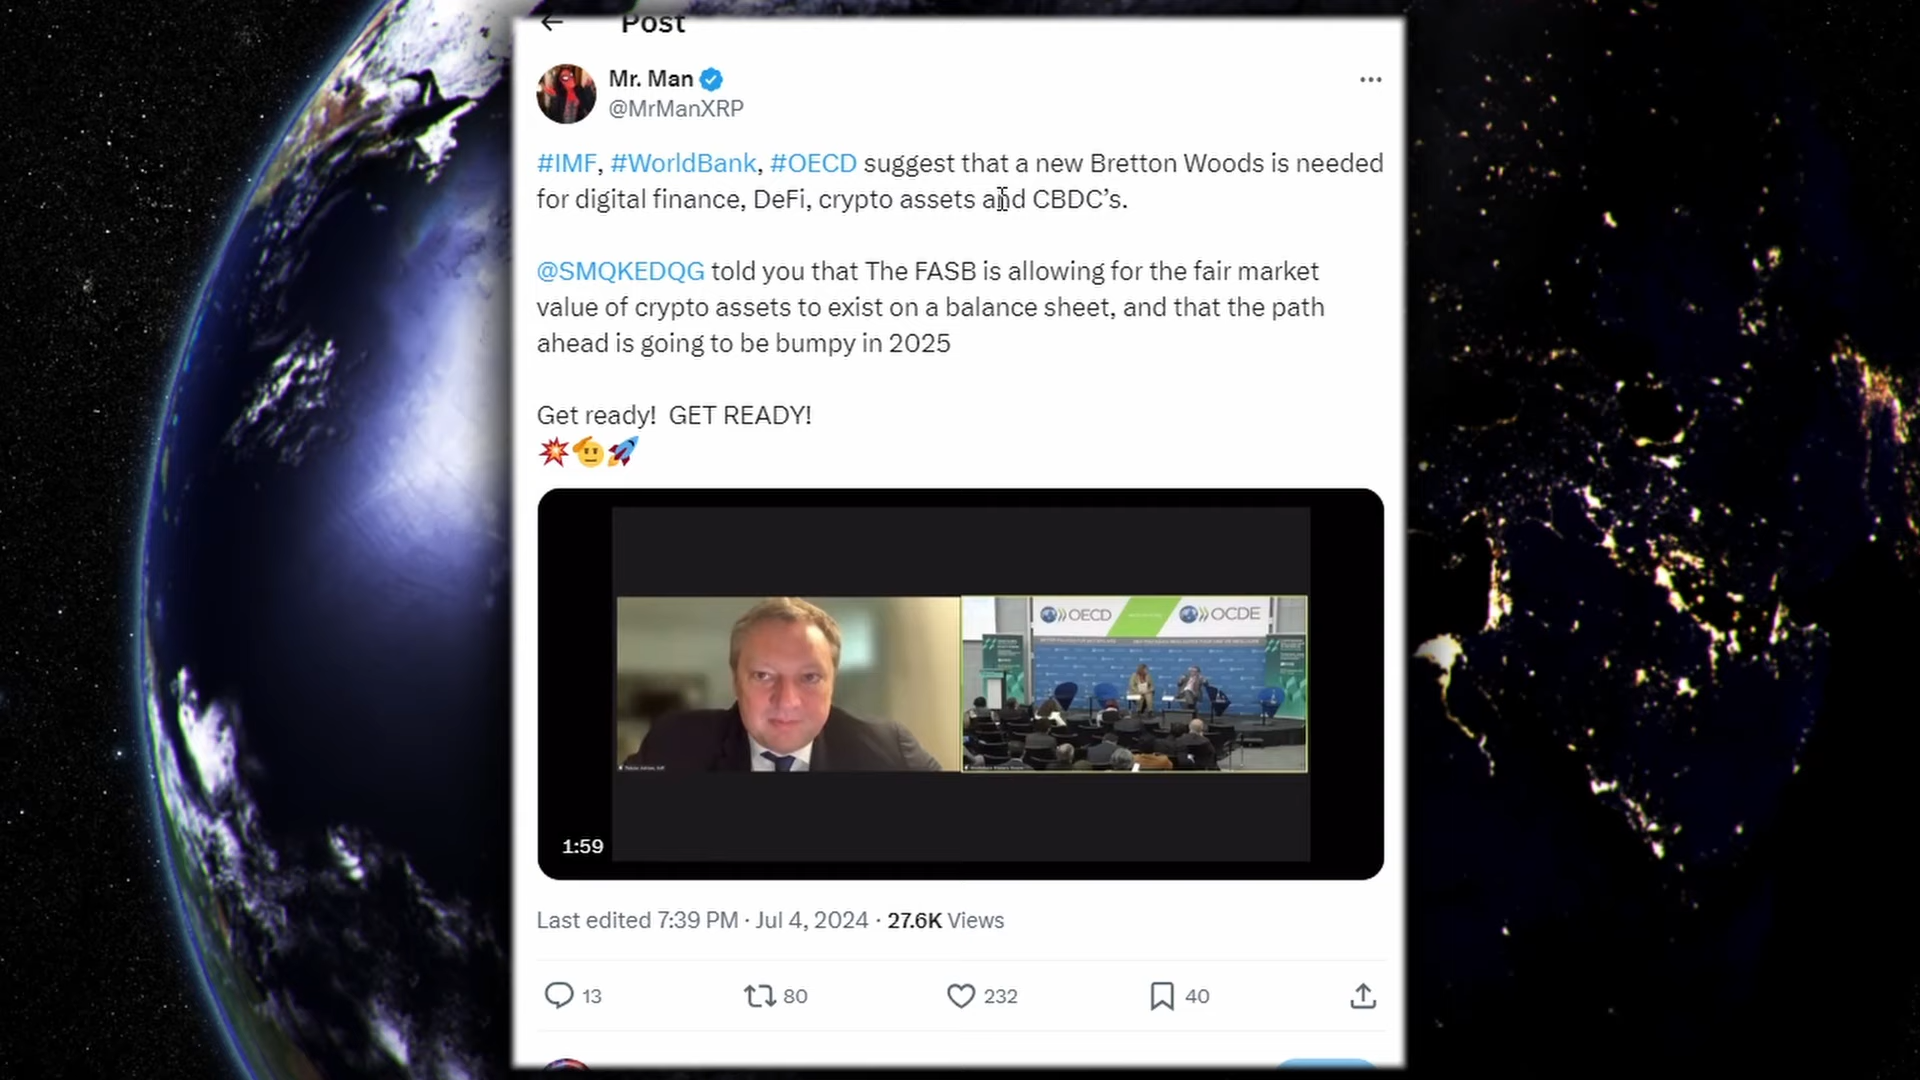 Post
Mr. Man
@MrManXRP
#IMF, #WorldBank, #OECD suggest that a new Bretton Woods is needed
for digital finance, DeFi, crypto assets and CBDC’s.
@SMQKEDQG told you that The FASB is allowing for the fair market
value of crypto assets to exist on a balance sheet, and that the path
ahead is going to be bumpy in 2025
Get ready!  GET READY!
OECD
OCDE
1:59
Last edited 7:39 PM · Jul 4, 2024 · 27.6K Views
13
80
232
40